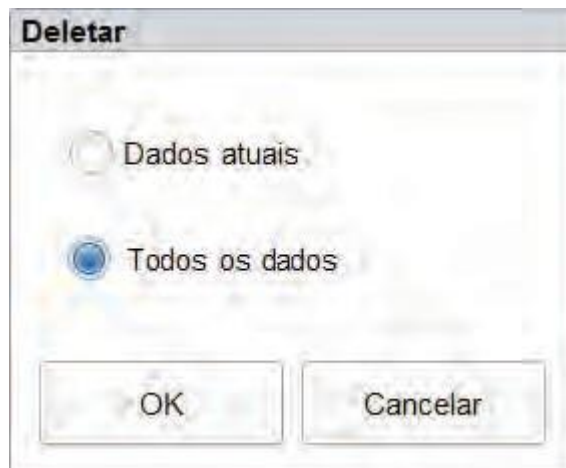 Deletar
Dados atuais
Todos os dados
OK
Cancelar